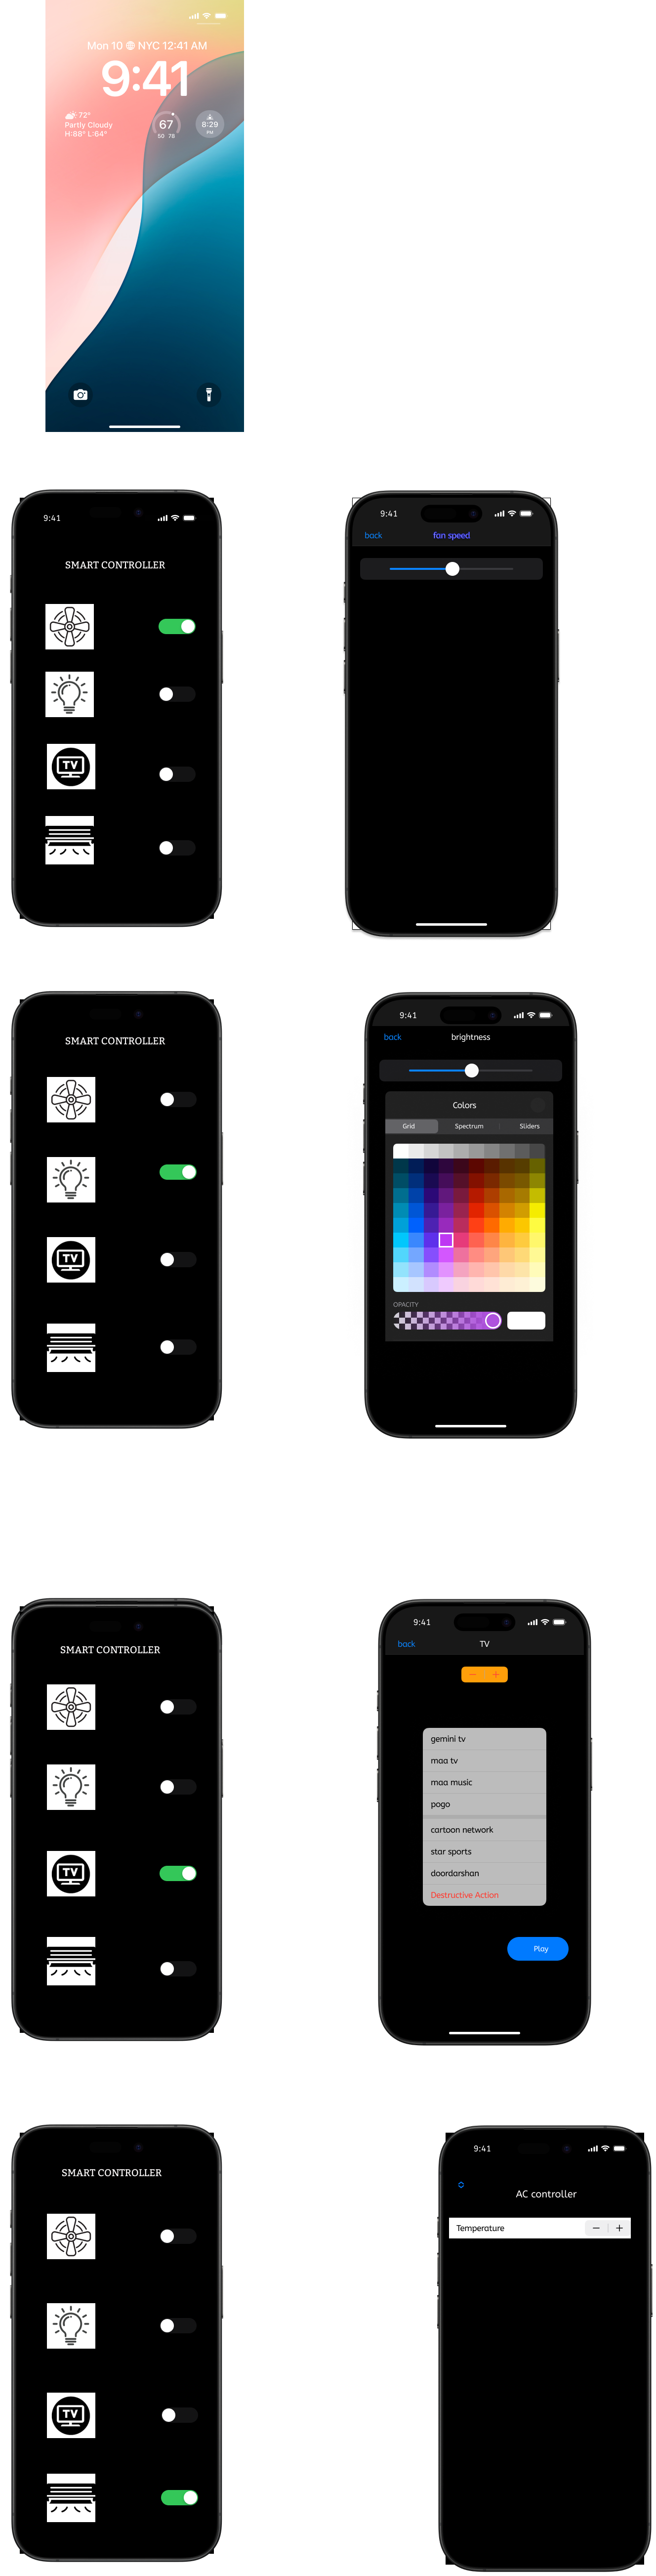 Mon 10 NYC 12:41 AM
9:41
72°
Partly Cloudy
H:88° L:64°
67
50 78
8:29
PM
9:41
SMART CONTROLLER
TV
9:41
back fan speed
SMART CONTROLLER
TV
9:41
back brightness
Colors
Grid Spectrum Sliders
OPACITY
SMART CONTROLLER
TV
9:41
back TV
− +
gemini tv
maa tv
maa music
pogo
cartoon network
star sports
doordarshan
Destructive Action
Play
SMART CONTROLLER
TV
9:41
AC controller
Temperature − +